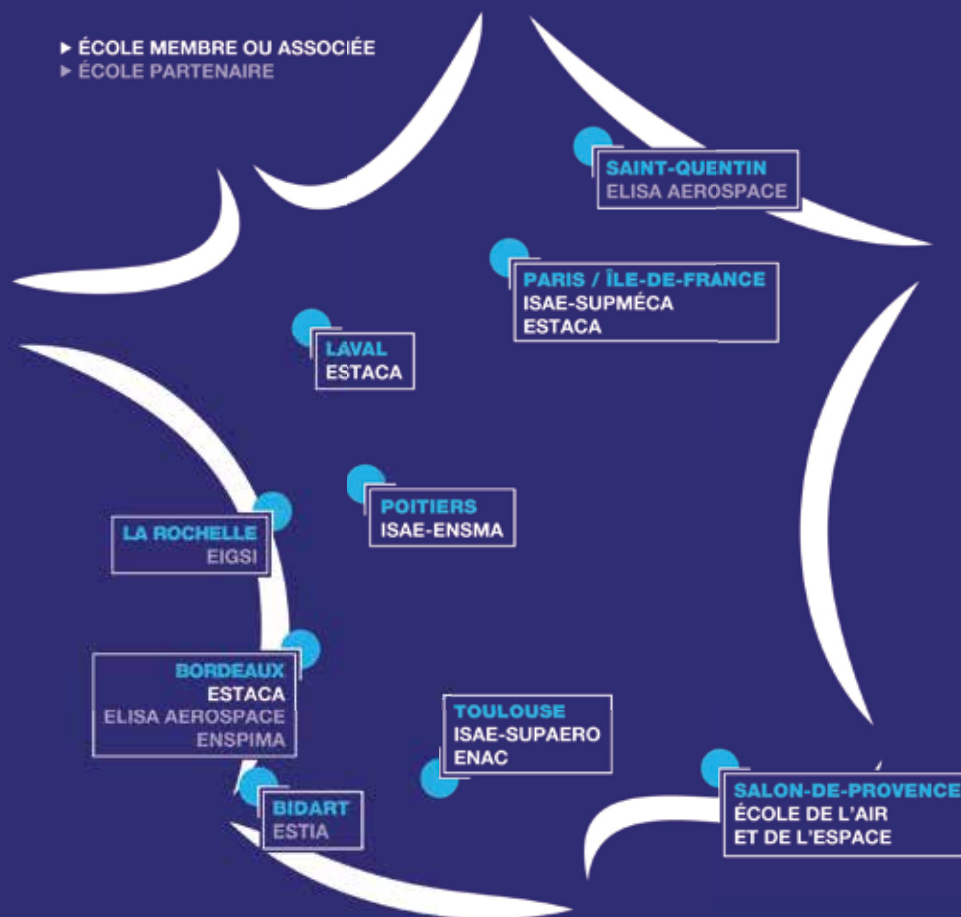 ▶ ÉCOLE MEMBRE OU ASSOCIÉE
▶ ÉCOLE PARTENAIRE
SAINT-QUENTIN
ELISA AEROSPACE
PARIS / ÎLE-DE-FRANCE
ISAE-SUPMÉCA
ESTACA
LAVAL
ESTACA
POITIERS
ISAE-ENSMA
LA ROCHELLE
EIGSI
BORDEAUX
ESTACA
ELISA AEROSPACE
ENSPIMA
TOULOUSE
ISAE-SUPAERO
ENAC
SALON-DE-PROVENCE
ÉCOLE DE L'AIR
ET DE L'ESPACE
BIDART
ESTIA